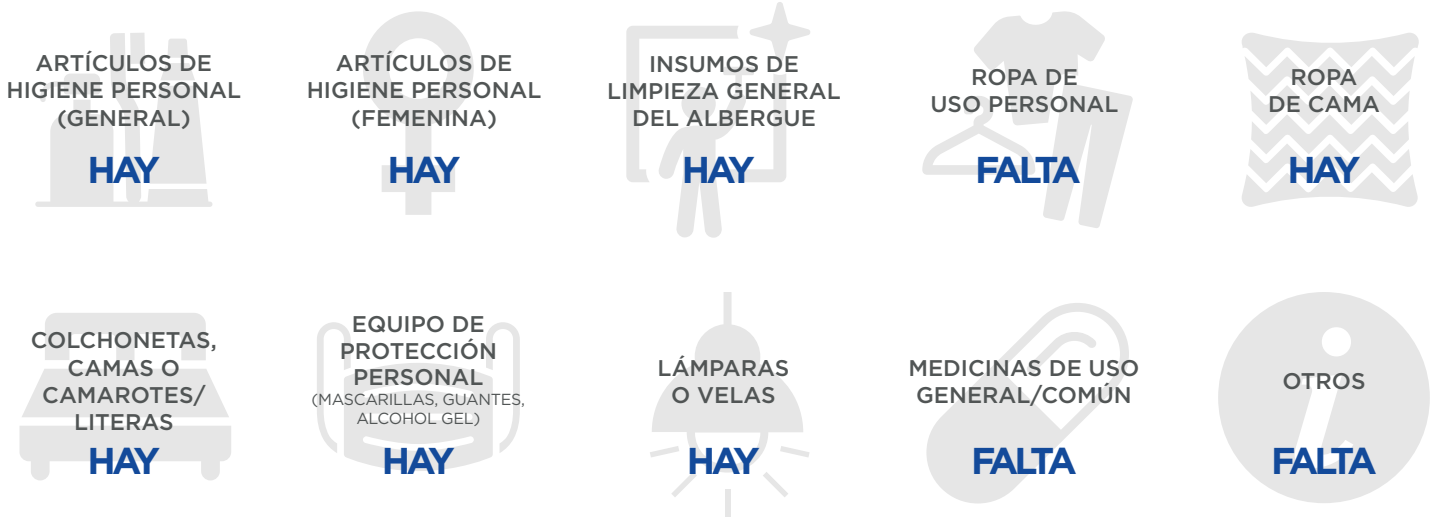 ARTÍCULOS DE
HIGIENE PERSONAL
(GENERAL)
HAY
ARTÍCULOS DE
HIGIENE PERSONAL
(FEMENINA)
HAY
INSUMOS DE
LIMPIEZA GENERAL
DEL ALBERGUE
HAY
ROPA DE
USO PERSONAL
FALTA
ROPA
DE CAMA
HAY
COLCHONETAS,
CAMAS O
CAMAROTES/
LITERAS
HAY
EQUIPO DE
PROTECCIÓN
PERSONAL
(MASCARILLAS, GUANTES,
ALCOHOL GEL)
HAY
LÁMPARAS
O VELAS
HAY
MEDICINAS DE USO
GENERAL/COMÚN
FALTA
OTROS
FALTA